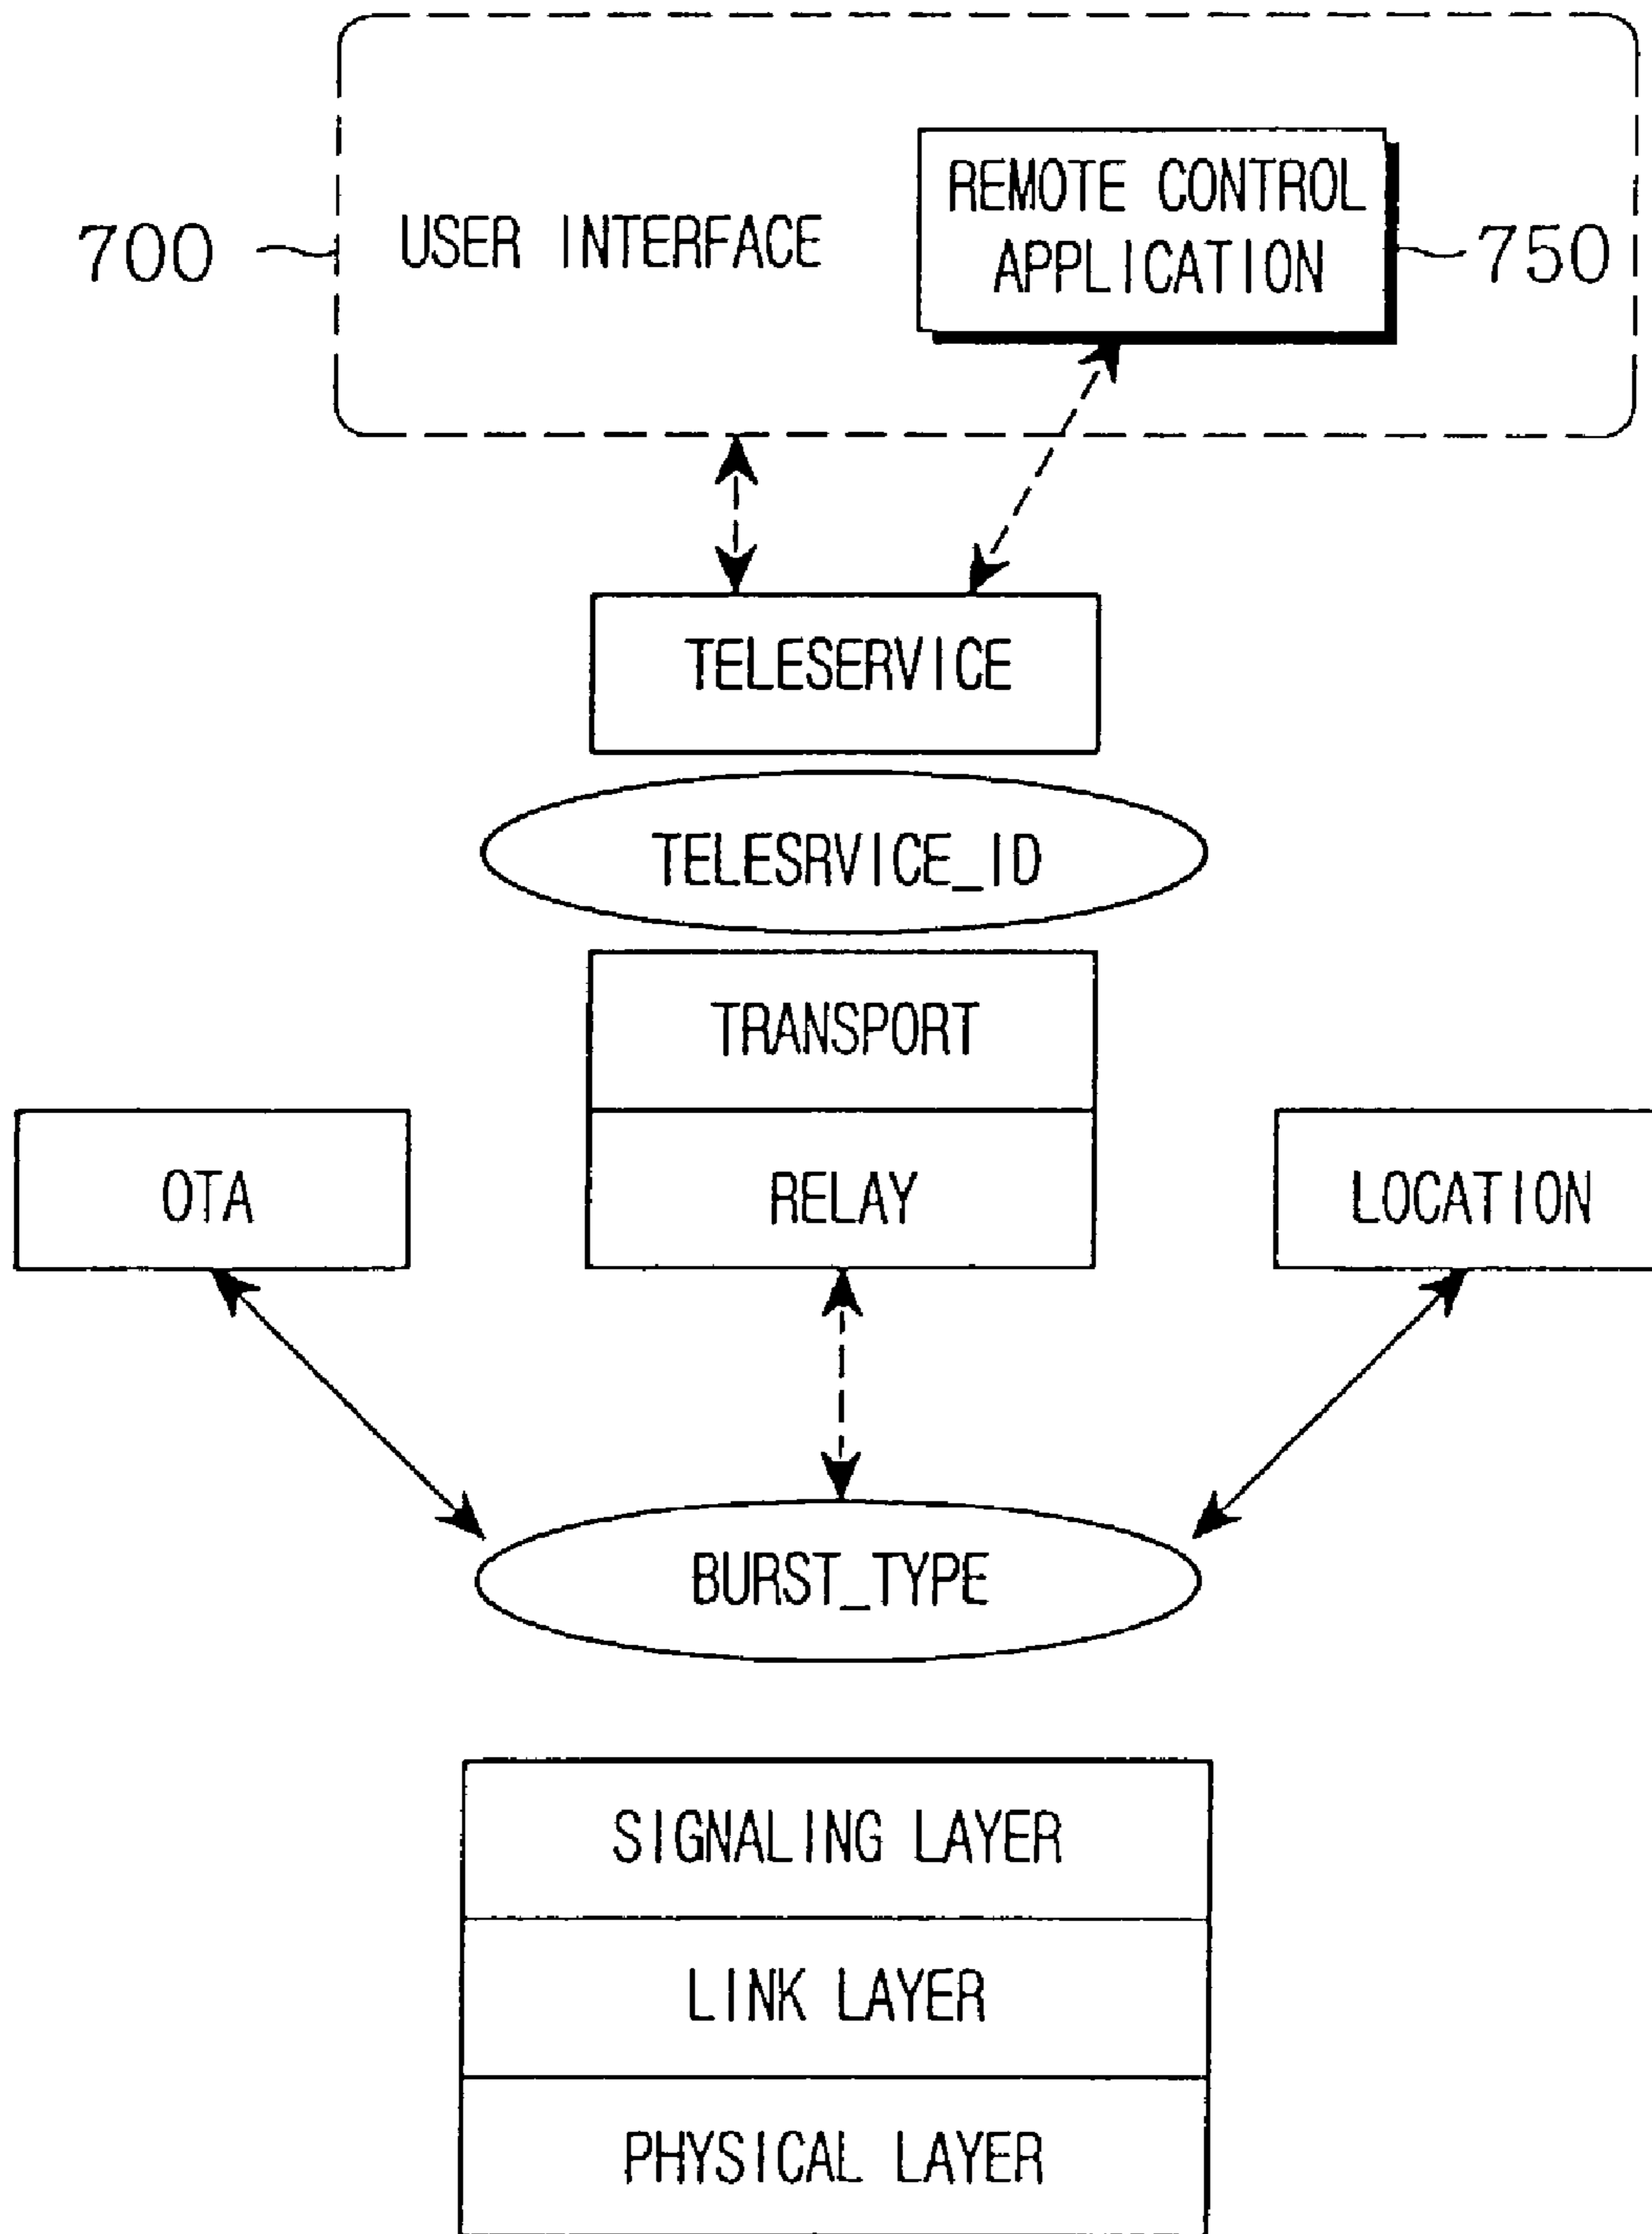 REMOTE CONTROL
APPLICATION
700
USER INTERFACE
750
TELESERVICE
TELESRVICE_ID
TRANSPORT
RELAY
OTA
LOCATION
BURST_TYPE
SIGNALING LAYER
LINK LAYER
PHYSICAL LAYER